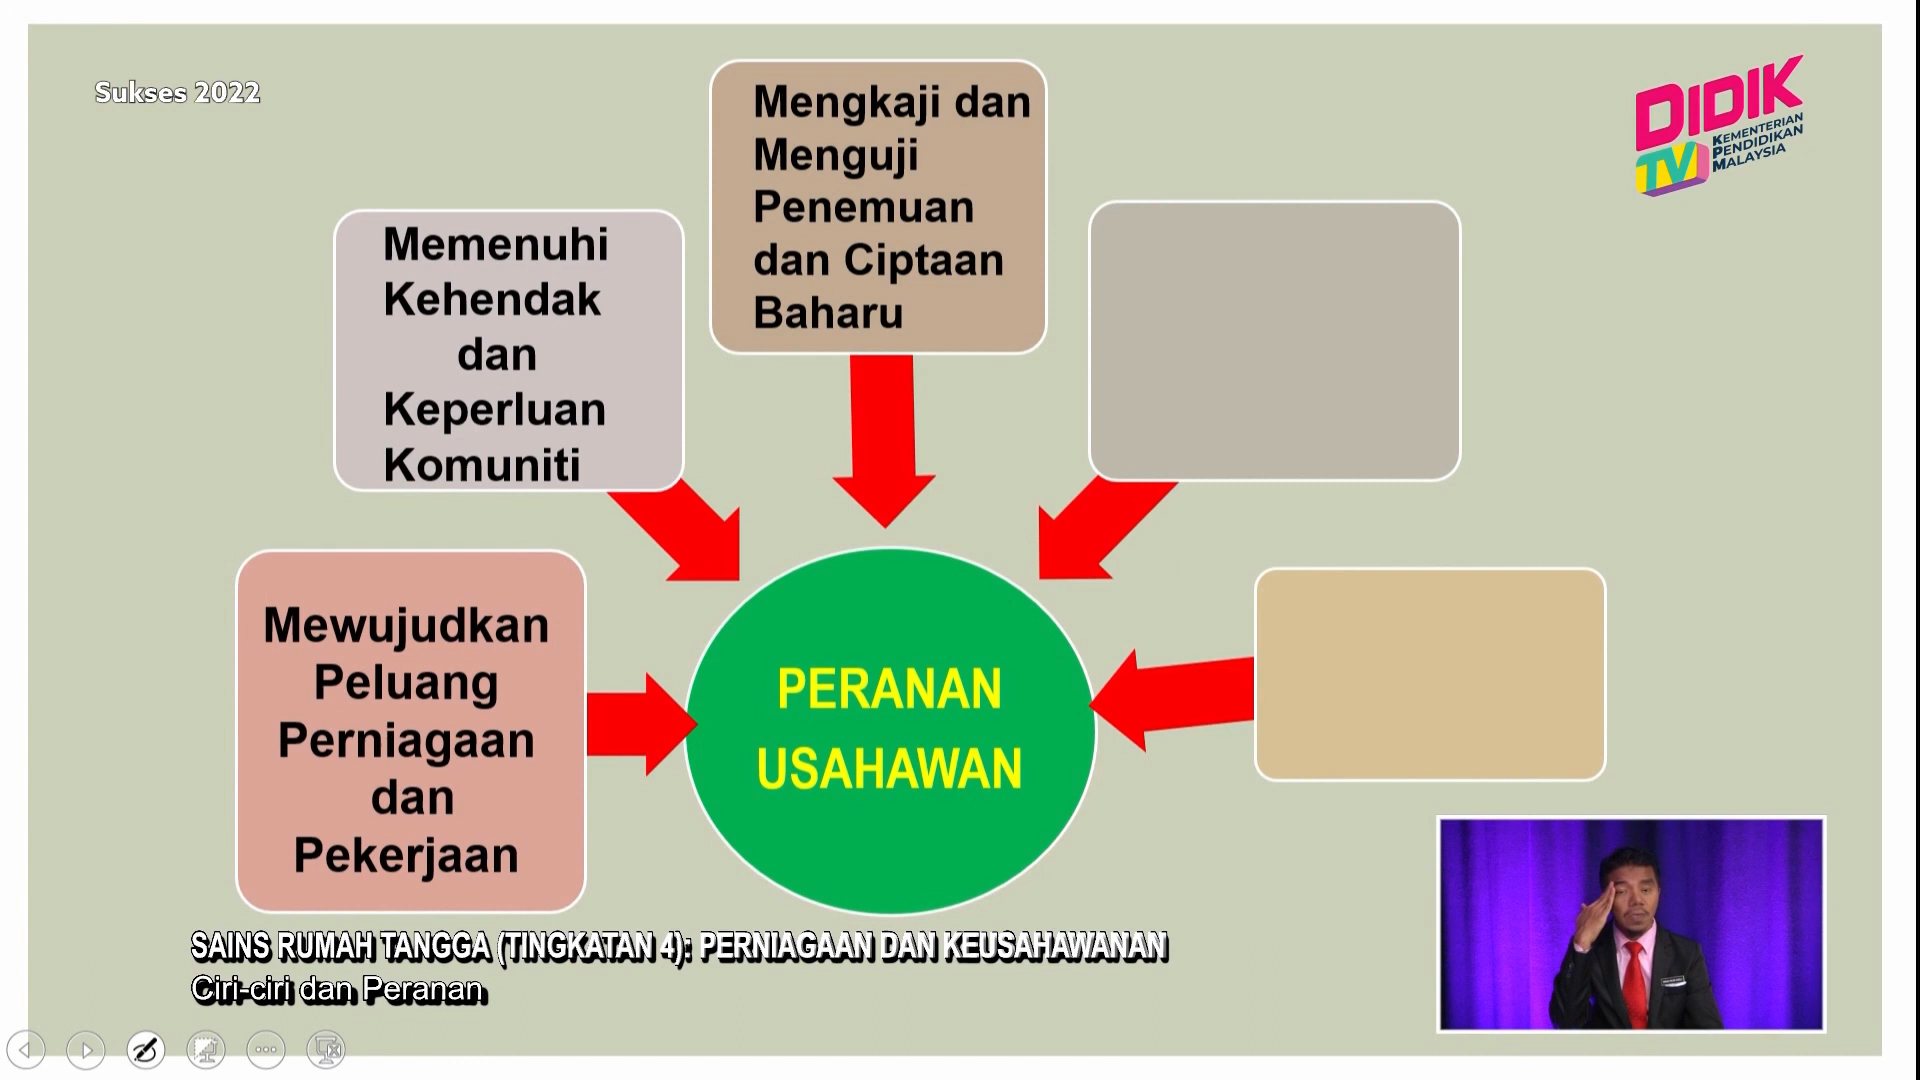 Sukses 2022
DIDIK
TV
KEMENTERIAN
PENDIDIKAN
MALAYSIA
Mengkaji dan
Menguji
Penemuan
dan Ciptaan
Baharu
Memenuhi
Kehendak
dan
Keperluan
Komuniti
Mewujudkan
Peluang
Perniagaan
dan
Pekerjaan
PERANAN
USAHAWAN
SAINS RUMAH TANGGA (TINGKATAN 4): PERNIAGAAN DAN KEUSAHAWANAN
Ciri-ciri dan Peranan